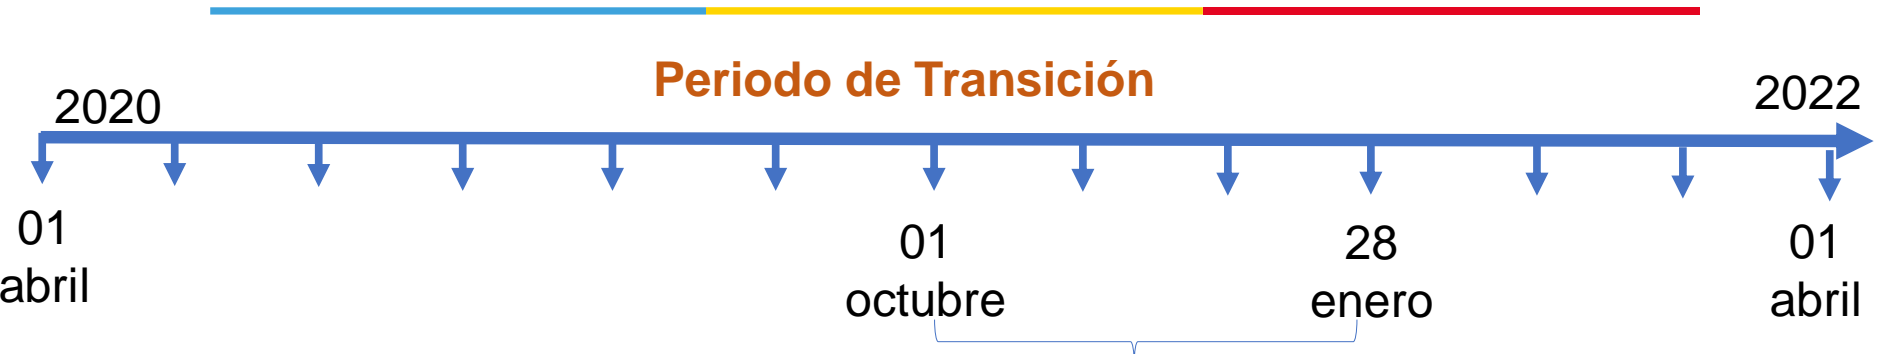 Periodo de Transición
2020
2022
01
abril
01
octubre
28
enero
01
abril